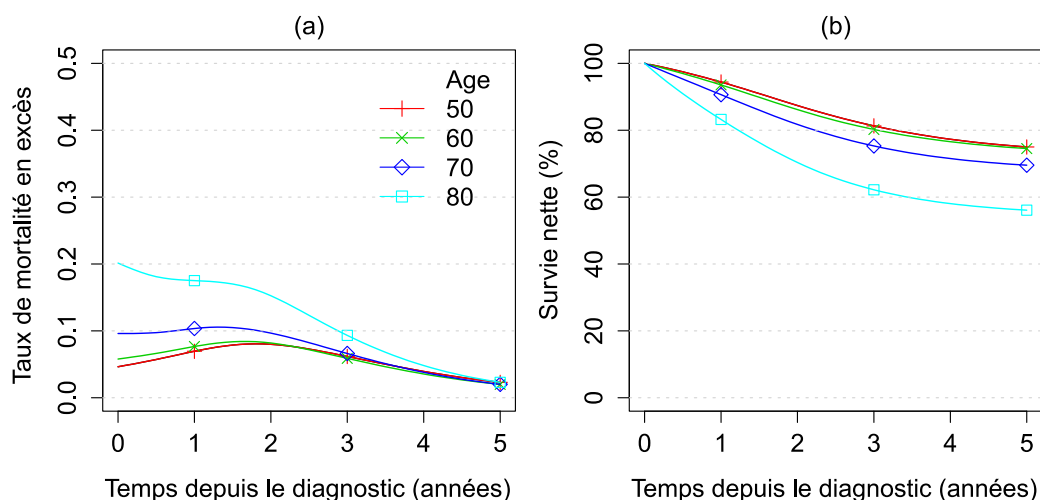 (a)
Taux de mortalité en excès
0.5
0.4
0.3
0.2
0.1
0.0
Age
50
60
70
80
0 1 2 3 4 5
Temps depuis le diagnostic (années)
(b)
Survie nette (%)
100
80
60
40
20
0
0 1 2 3 4 5
Temps depuis le diagnostic (années)